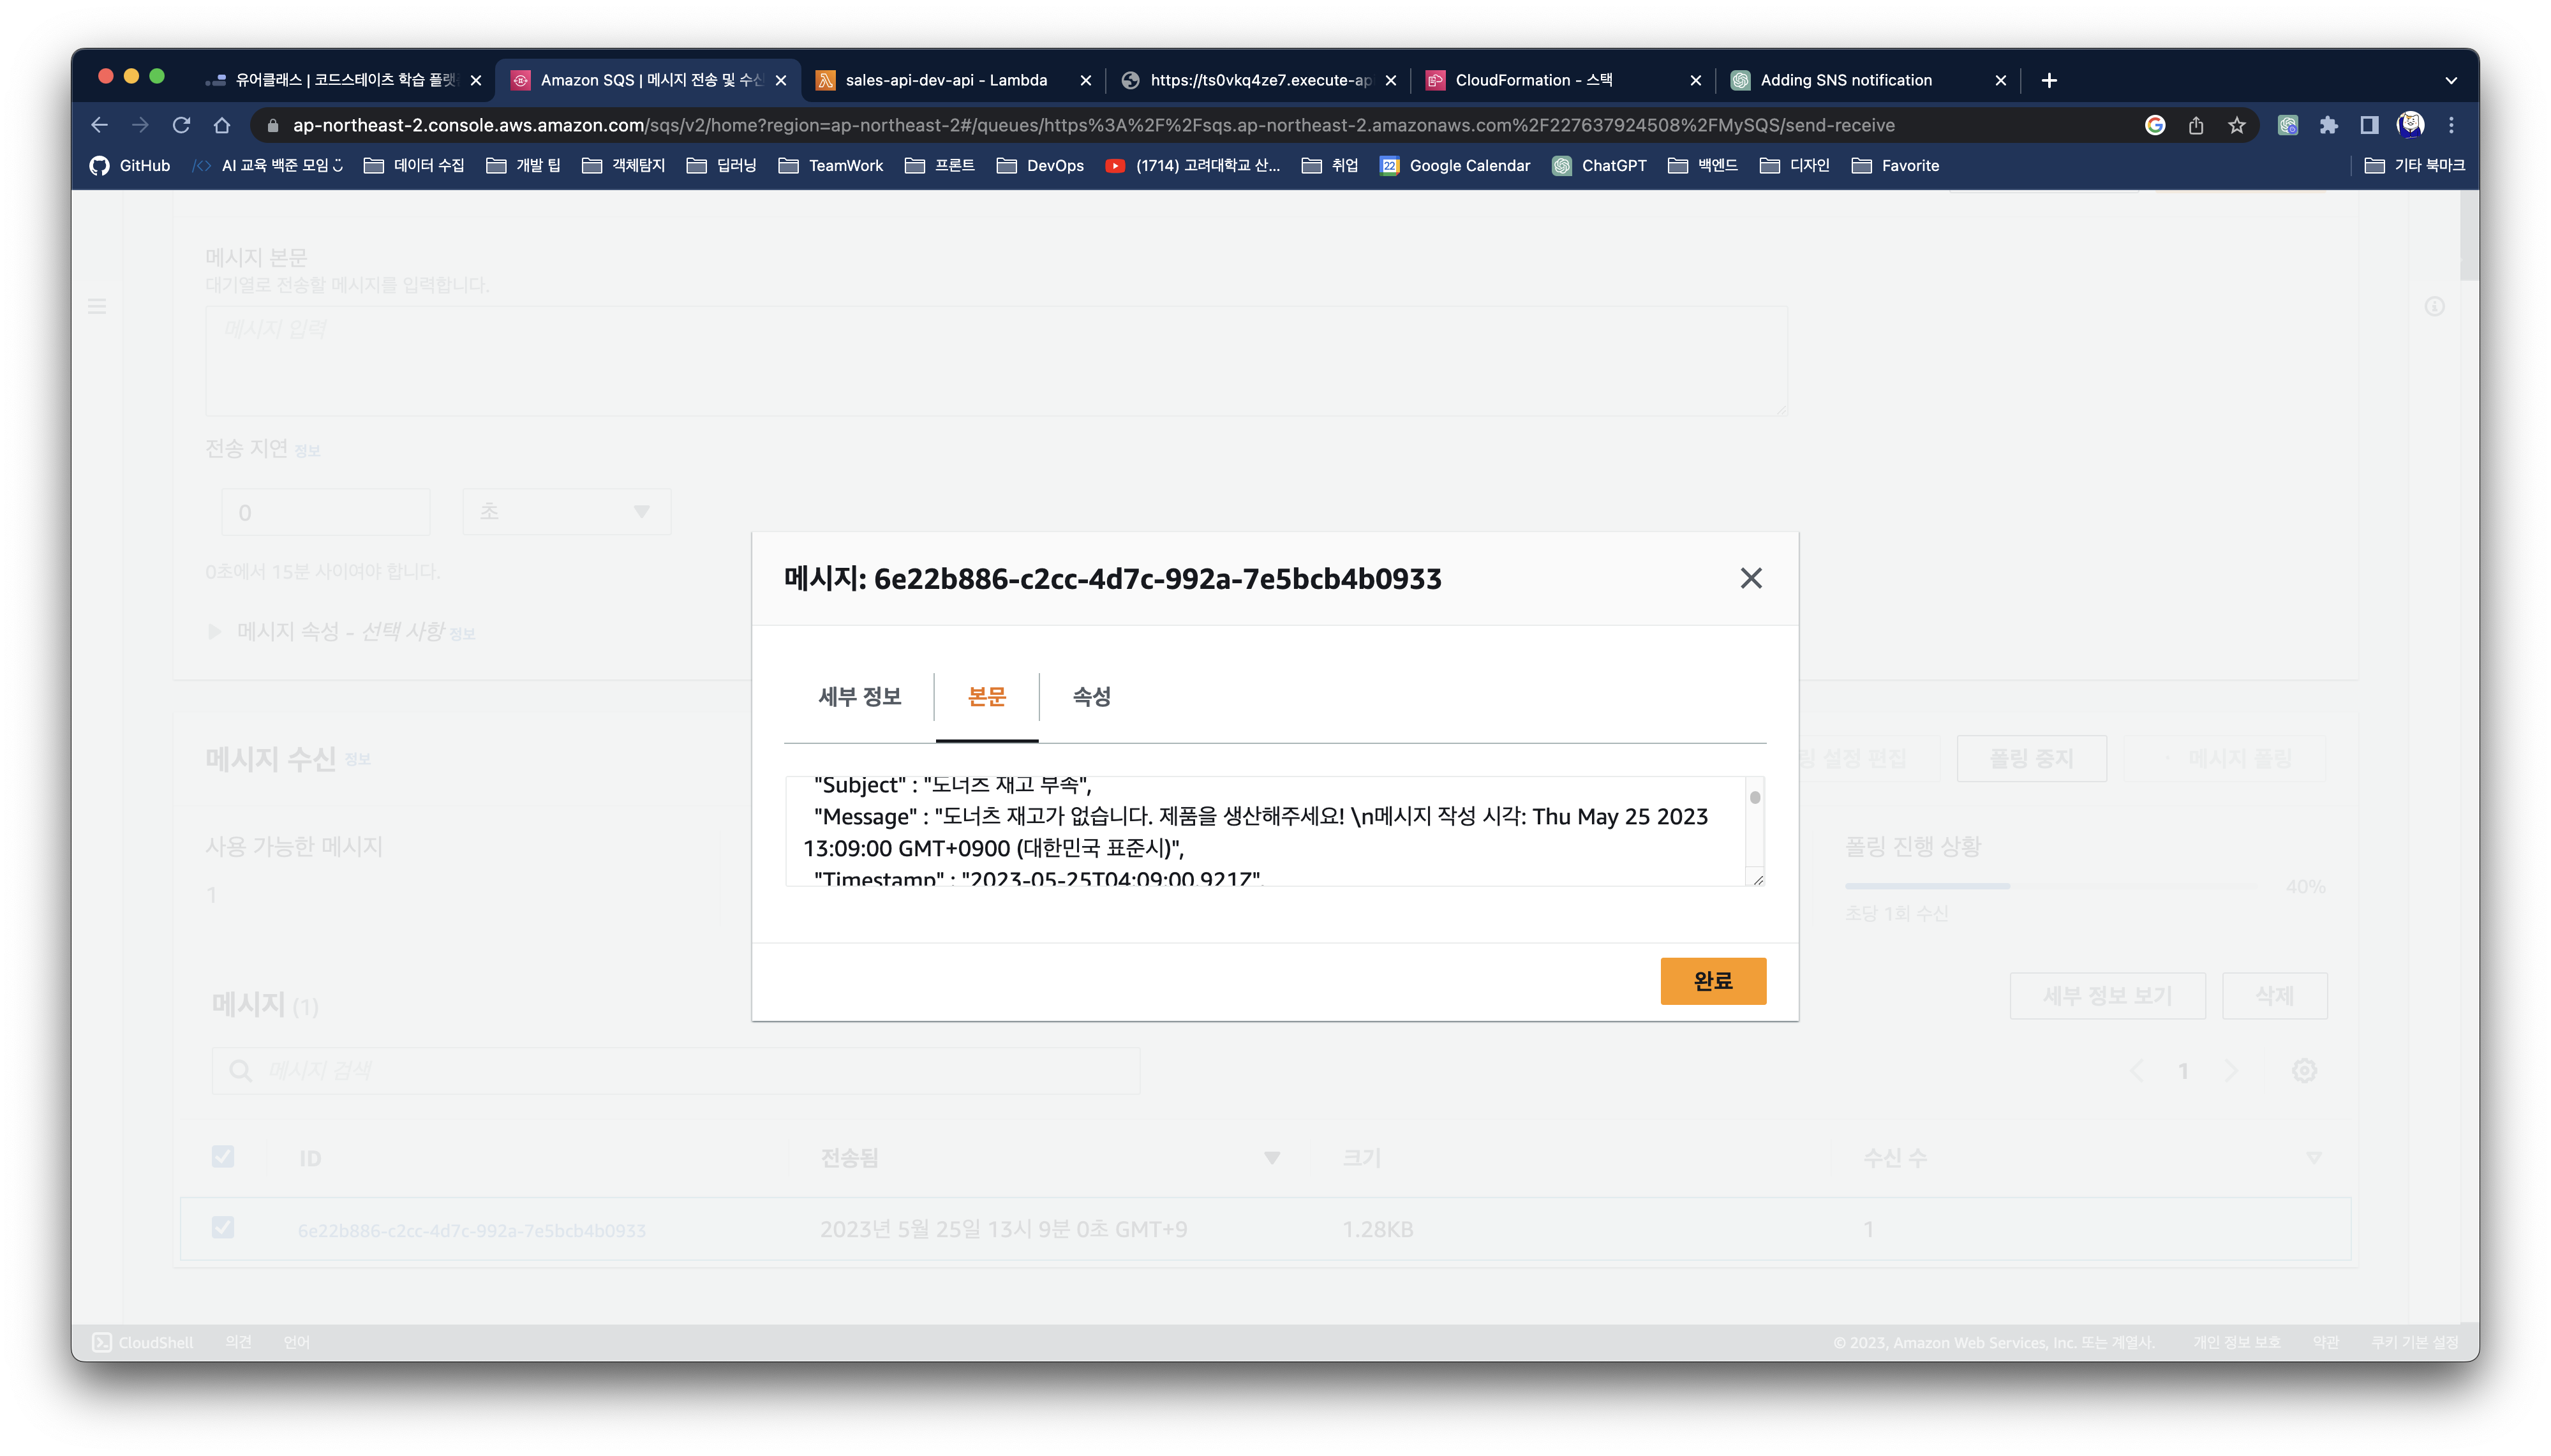 유어클래스 | 코드스테이츠 학습 플랫
Amazon SQS | 메시지 전송 및 수신
sales-api-dev-api - Lambda
https://ts0vkq4ze7.execute-ap
CloudFormation - 스택
Adding SNS notification
ap-northeast-2.console.aws.amazon.com/sqs/v2/home?region=ap-northeast-2#/queues/https%3A%2F%2Fsqs.ap-northeast-2.amazonaws.com%2F227637924508%2FMySQS/send-receive
GitHub
</> AI 교육 백준 모임
데이터 수집
개발 팁
객체탐지
딥러닝
TeamWork
프론트
DevOps
(1714) 고려대학교 산...
취업
22 Google Calendar
ChatGPT
백엔드
디자인
Favorite
기타 북마크
메시지 본문
대기열로 전송할 메시지를 입력합니다.
메시지 입력
전송 지연 정보
0
초
0초에서 15분 사이여야 합니다.
메시지 속성 - 선택 사항 정보
메시지: 6e22b886-c2cc-4d7c-992a-7e5bcb4b0933
세부 정보
본문
속성
"Subject" : "도너츠 재고 부족",
"Message" : "도너츠 재고가 없습니다. 제품을 생산해주세요! \n메시지 작성 시각: Thu May 25 2023
13:09:00 GMT+0900 (대한민국 표준시)",
"Timestamp" : "2023-05-25T04:09:00.921Z",
완료
메시지 수신 정보
설정 편집
폴링 중지
메시지 폴링
사용 가능한 메시지
1
폴링 진행 상황
40%
초당 1회 수신
메시지 (1)
세부 정보 보기
삭제
메시지 검색
1
ID
전송됨
크기
수신 수
6e22b886-c2cc-4d7c-992a-7e5bcb4b0933
2023년 5월 25일 13시 9분 0초 GMT+9
1.28KB
1
CloudShell
의견
언어
© 2023, Amazon Web Services, Inc. 또는 계열사.
개인 정보 보호
약관
쿠키 기본 설정